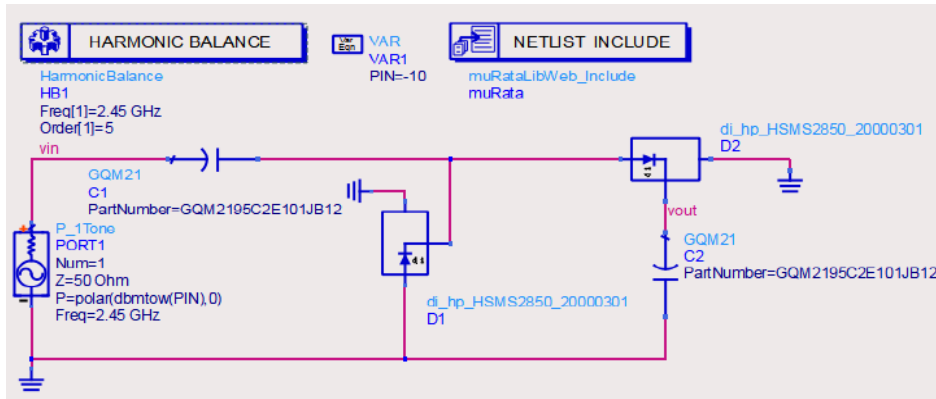 HARMONIC BALANCE
HarmonicBalance
HB1
Freq[1]=2.45 GHz
Order[1]=5
Var
Eqn
VAR
VAR1
PIN=-10
NETLIST INCLUDE
muRataLibWeb_Include
muRata
vin
GQM21
C1
PartNumber=GQM2195C2E101JB12
P_1Tone
PORT1
Num=1
Z=50 Ohm
P=polar(dbmtow(PIN),0)
Freq=2.45 GHz
di_hp_HSMS2850_20000301
D1
di_hp_HSMS2850_20000301
D2
vout
GQM21
C2
PartNumber=GQM2195C2E101JB12